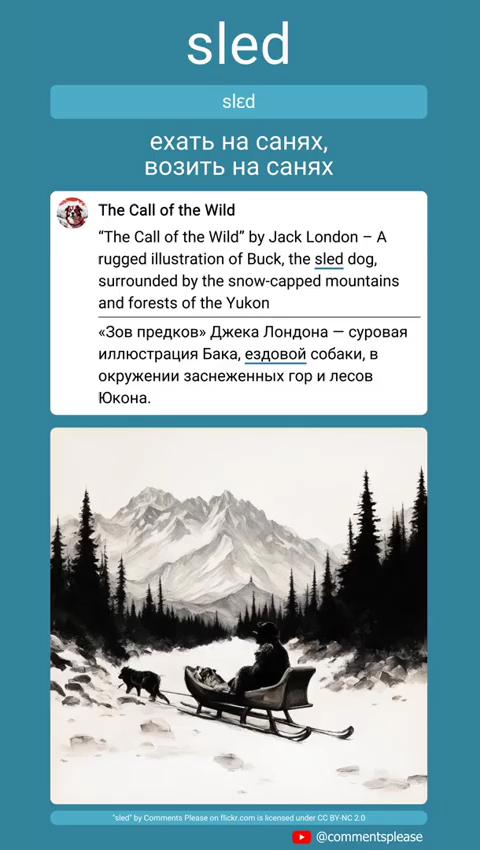 sled
slɛd
ехать на санях,
возить на санях
The Call of the Wild
“The Call of the Wild” by Jack London – A
rugged illustration of Buck, the sled dog,
surrounded by the snow-capped mountains
and forests of the Yukon
«Зов предков» Джека Лондона — суровая
иллюстрация Бака, ездовой собаки, в
окружении заснеженных гор и лесов
Юкона.
"sled" by Comments Please on flickr.com is licensed under CC BY-NC 2.0
@commentsplease